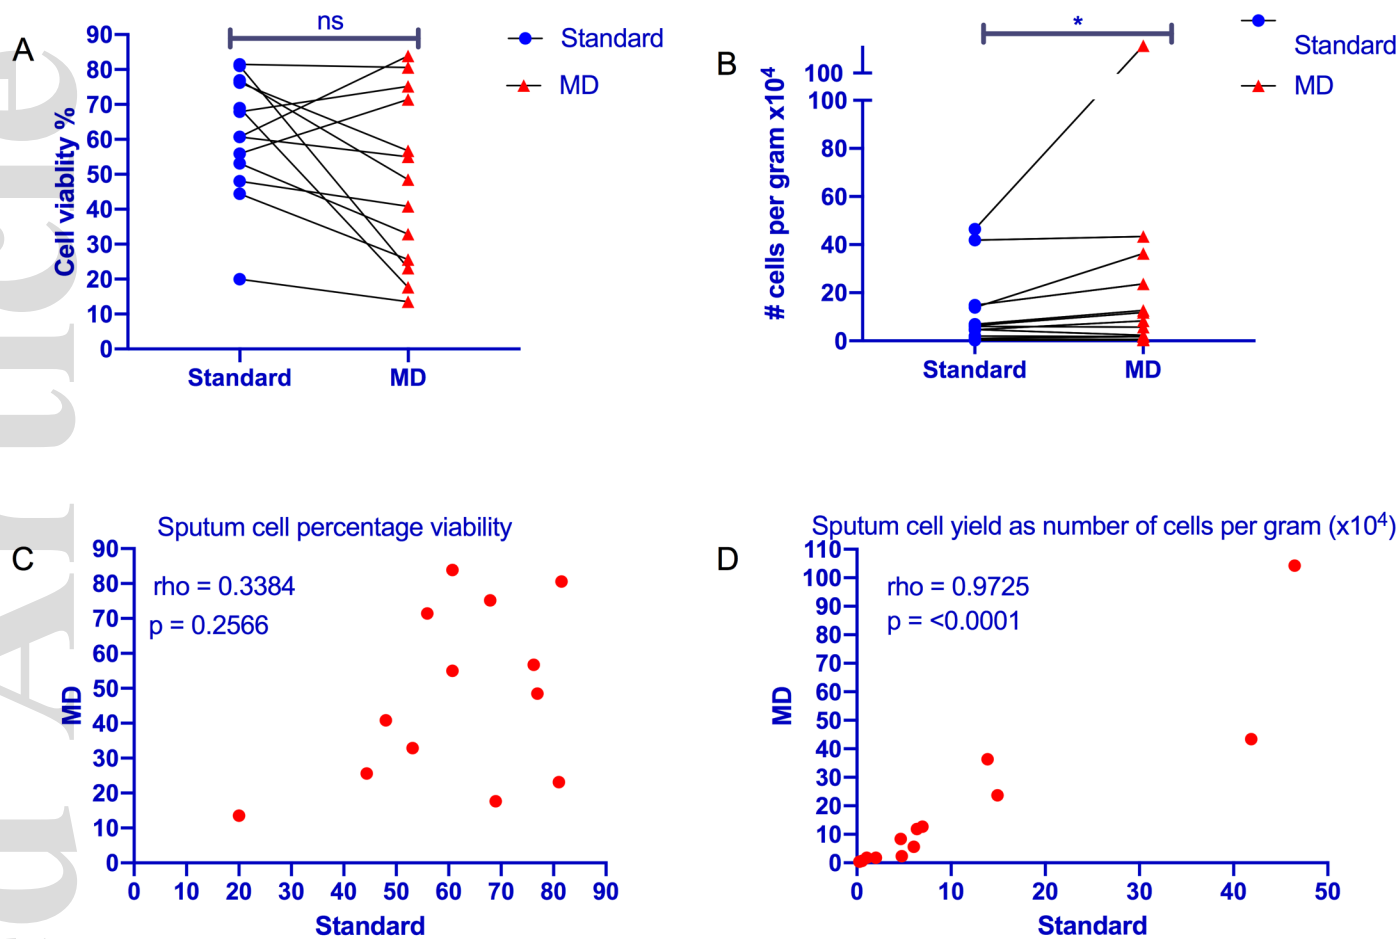 A
ns
Standard
MD
Cell viablity %
90
80
70
60
50
40
30
20
10
0
Standard MD
B
*
Standard
MD
# cells per gram x10⁴
100
100
80
60
40
20
0
Standard MD
C
Sputum cell percentage viability
rho = 0.3384
p = 0.2566
MD
90
80
70
60
50
40
30
20
10
0
0 10 20 30 40 50 60 70 80 90
Standard
D
Sputum cell yield as number of cells per gram (x10⁴)
rho = 0.9725
p = <0.0001
MD
110
100
90
80
70
60
50
40
30
20
10
0
0 10 20 30 40 50
Standard